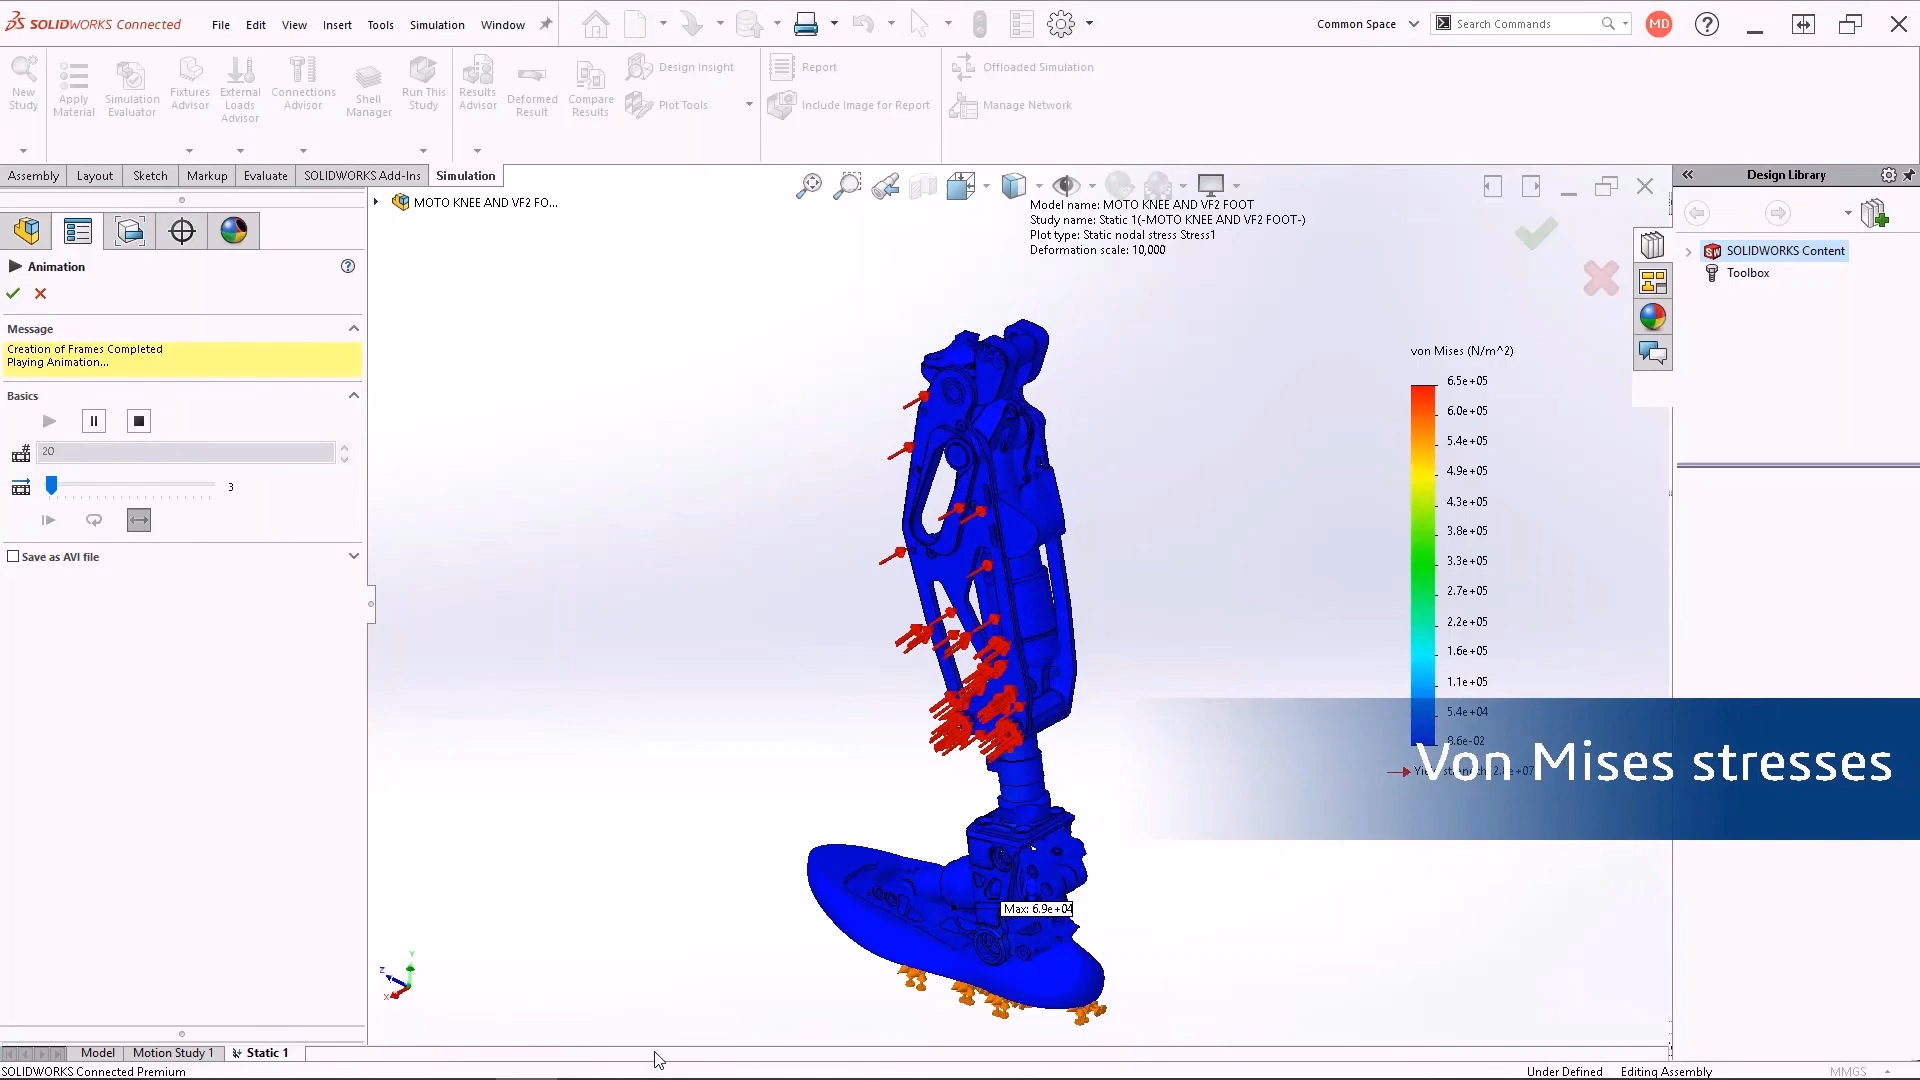 SOLIDWORKS Connected
File Edit View Insert Tools Simulation Window
Common Space
Search Commands
MD
New Study
Apply Material
Simulation Evaluator
Fixtures Advisor
External Loads Advisor
Connections Advisor
Shell Manager
Run This Study
Results Advisor
Deformed Result
Compare Results
Design Insight
Plot Tools
Report
Include Image for Report
Offloaded Simulation
Manage Network
Assembly Layout Sketch Markup Evaluate SOLIDWORKS Add-Ins Simulation
MOTO KNEE AND VF2 FO...
Model name: MOTO KNEE AND VF2 FOOT
Study name: Static 1(-MOTO KNEE AND VF2 FOOT-)
Plot type: Static nodal stress Stress1
Deformation scale: 10,000
Animation
Message
Creation of Frames Completed
Playing Animation...
Basics
20
3
Save as AVI file
von Mises (N/m^2)
6.5e+05
6.0e+05
5.4e+05
4.9e+05
4.3e+05
3.8e+05
3.3e+05
2.7e+05
2.2e+05
1.6e+05
1.1e+05
5.4e+04
8.6e-02
Von Mises stresses
Max: 6.9e+04
Z
Y
X
Design Library
SOLIDWORKS Content
Toolbox
Model Motion Study 1 Static 1
SOLIDWORKS Connected Premium
Under Defined Editing Assembly MMGS